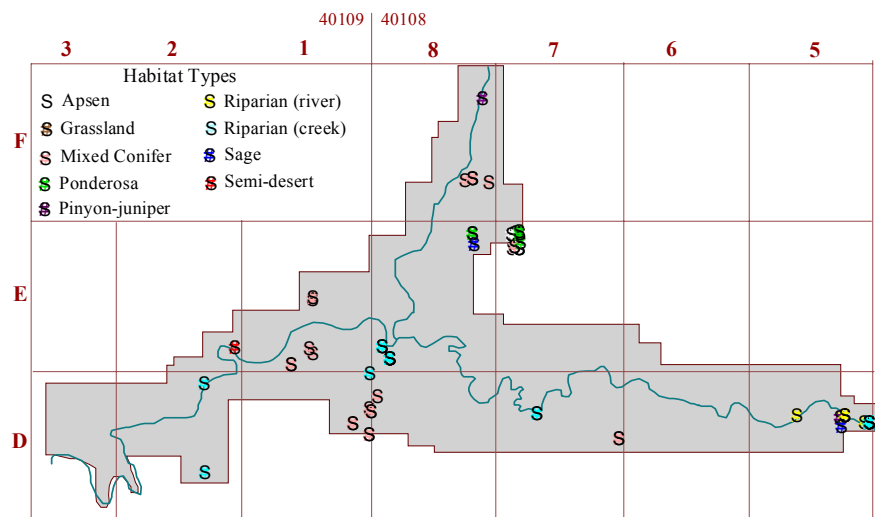 40109 40108
3 2 1 8 7 6 5
Habitat Types
S Apsen S Riparian (river)
S Grassland S Riparian (creek)
S Mixed Conifer S Sage
S Ponderosa S Semi-desert
S Pinyon-juniper
F
E
D